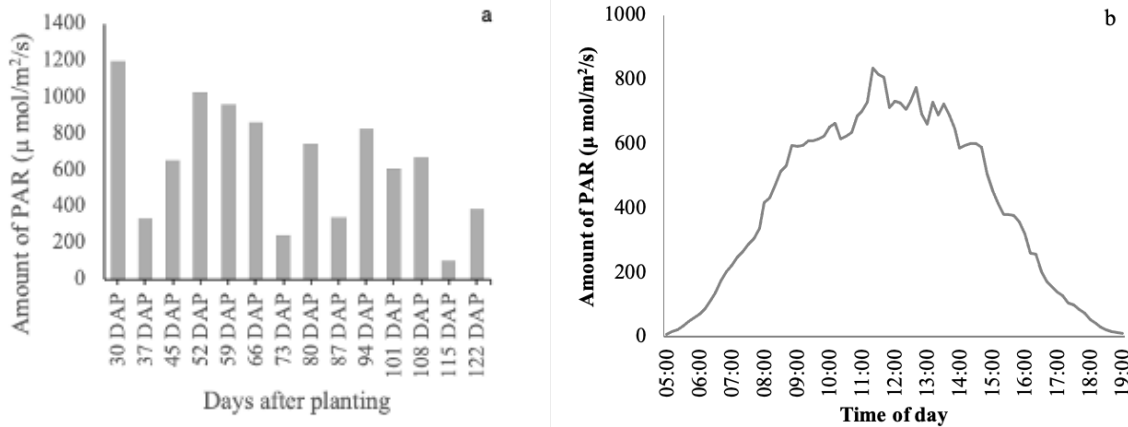 a
Amount of PAR (µ mol/m²/s)
1400
1200
1000
800
600
400
200
0
30 DAP
37 DAP
45 DAP
52 DAP
59 DAP
66 DAP
73 DAP
80 DAP
87 DAP
94 DAP
101 DAP
108 DAP
115 DAP
122 DAP
Days after planting
b
Amount of PAR (µ mol/m²/s)
1000
800
600
400
200
0
05:00
06:00
07:00
08:00
09:00
10:00
11:00
12:00
13:00
14:00
15:00
16:00
17:00
18:00
19:00
Time of day